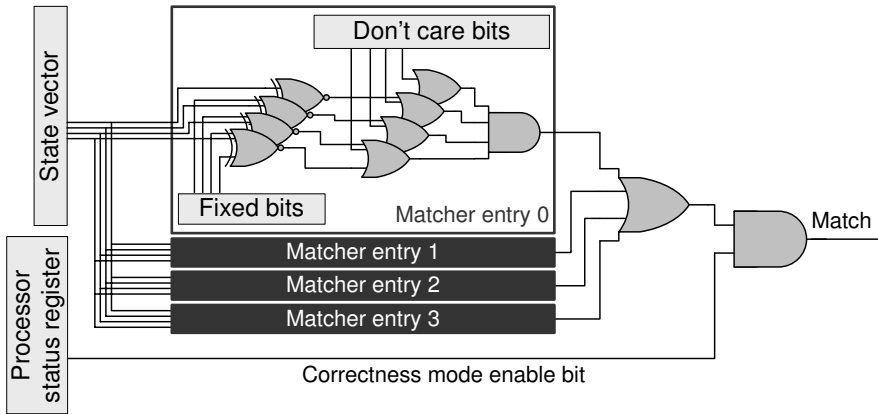 State vector
Don't care bits
Fixed bits
Matcher entry 0
Matcher entry 1
Matcher entry 2
Matcher entry 3
Match
Processor
status register
Correctness mode enable bit